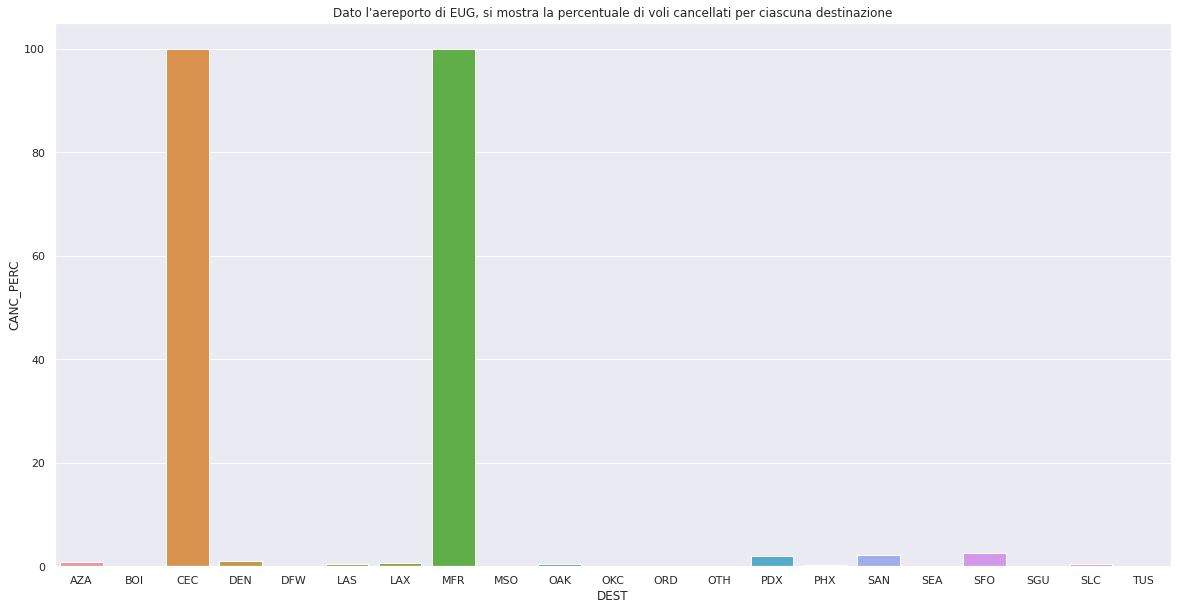 Dato l'aereporto di EUG, si mostra la percentuale di voli cancellati per ciascuna destinazione
CANC_PERC
100
80
60
40
20
0
AZA BOI CEC DEN DFW LAS LAX MFR MSO OAK OKC ORD OTH PDX PHX SAN SEA SFO SGU SLC TUS
DEST